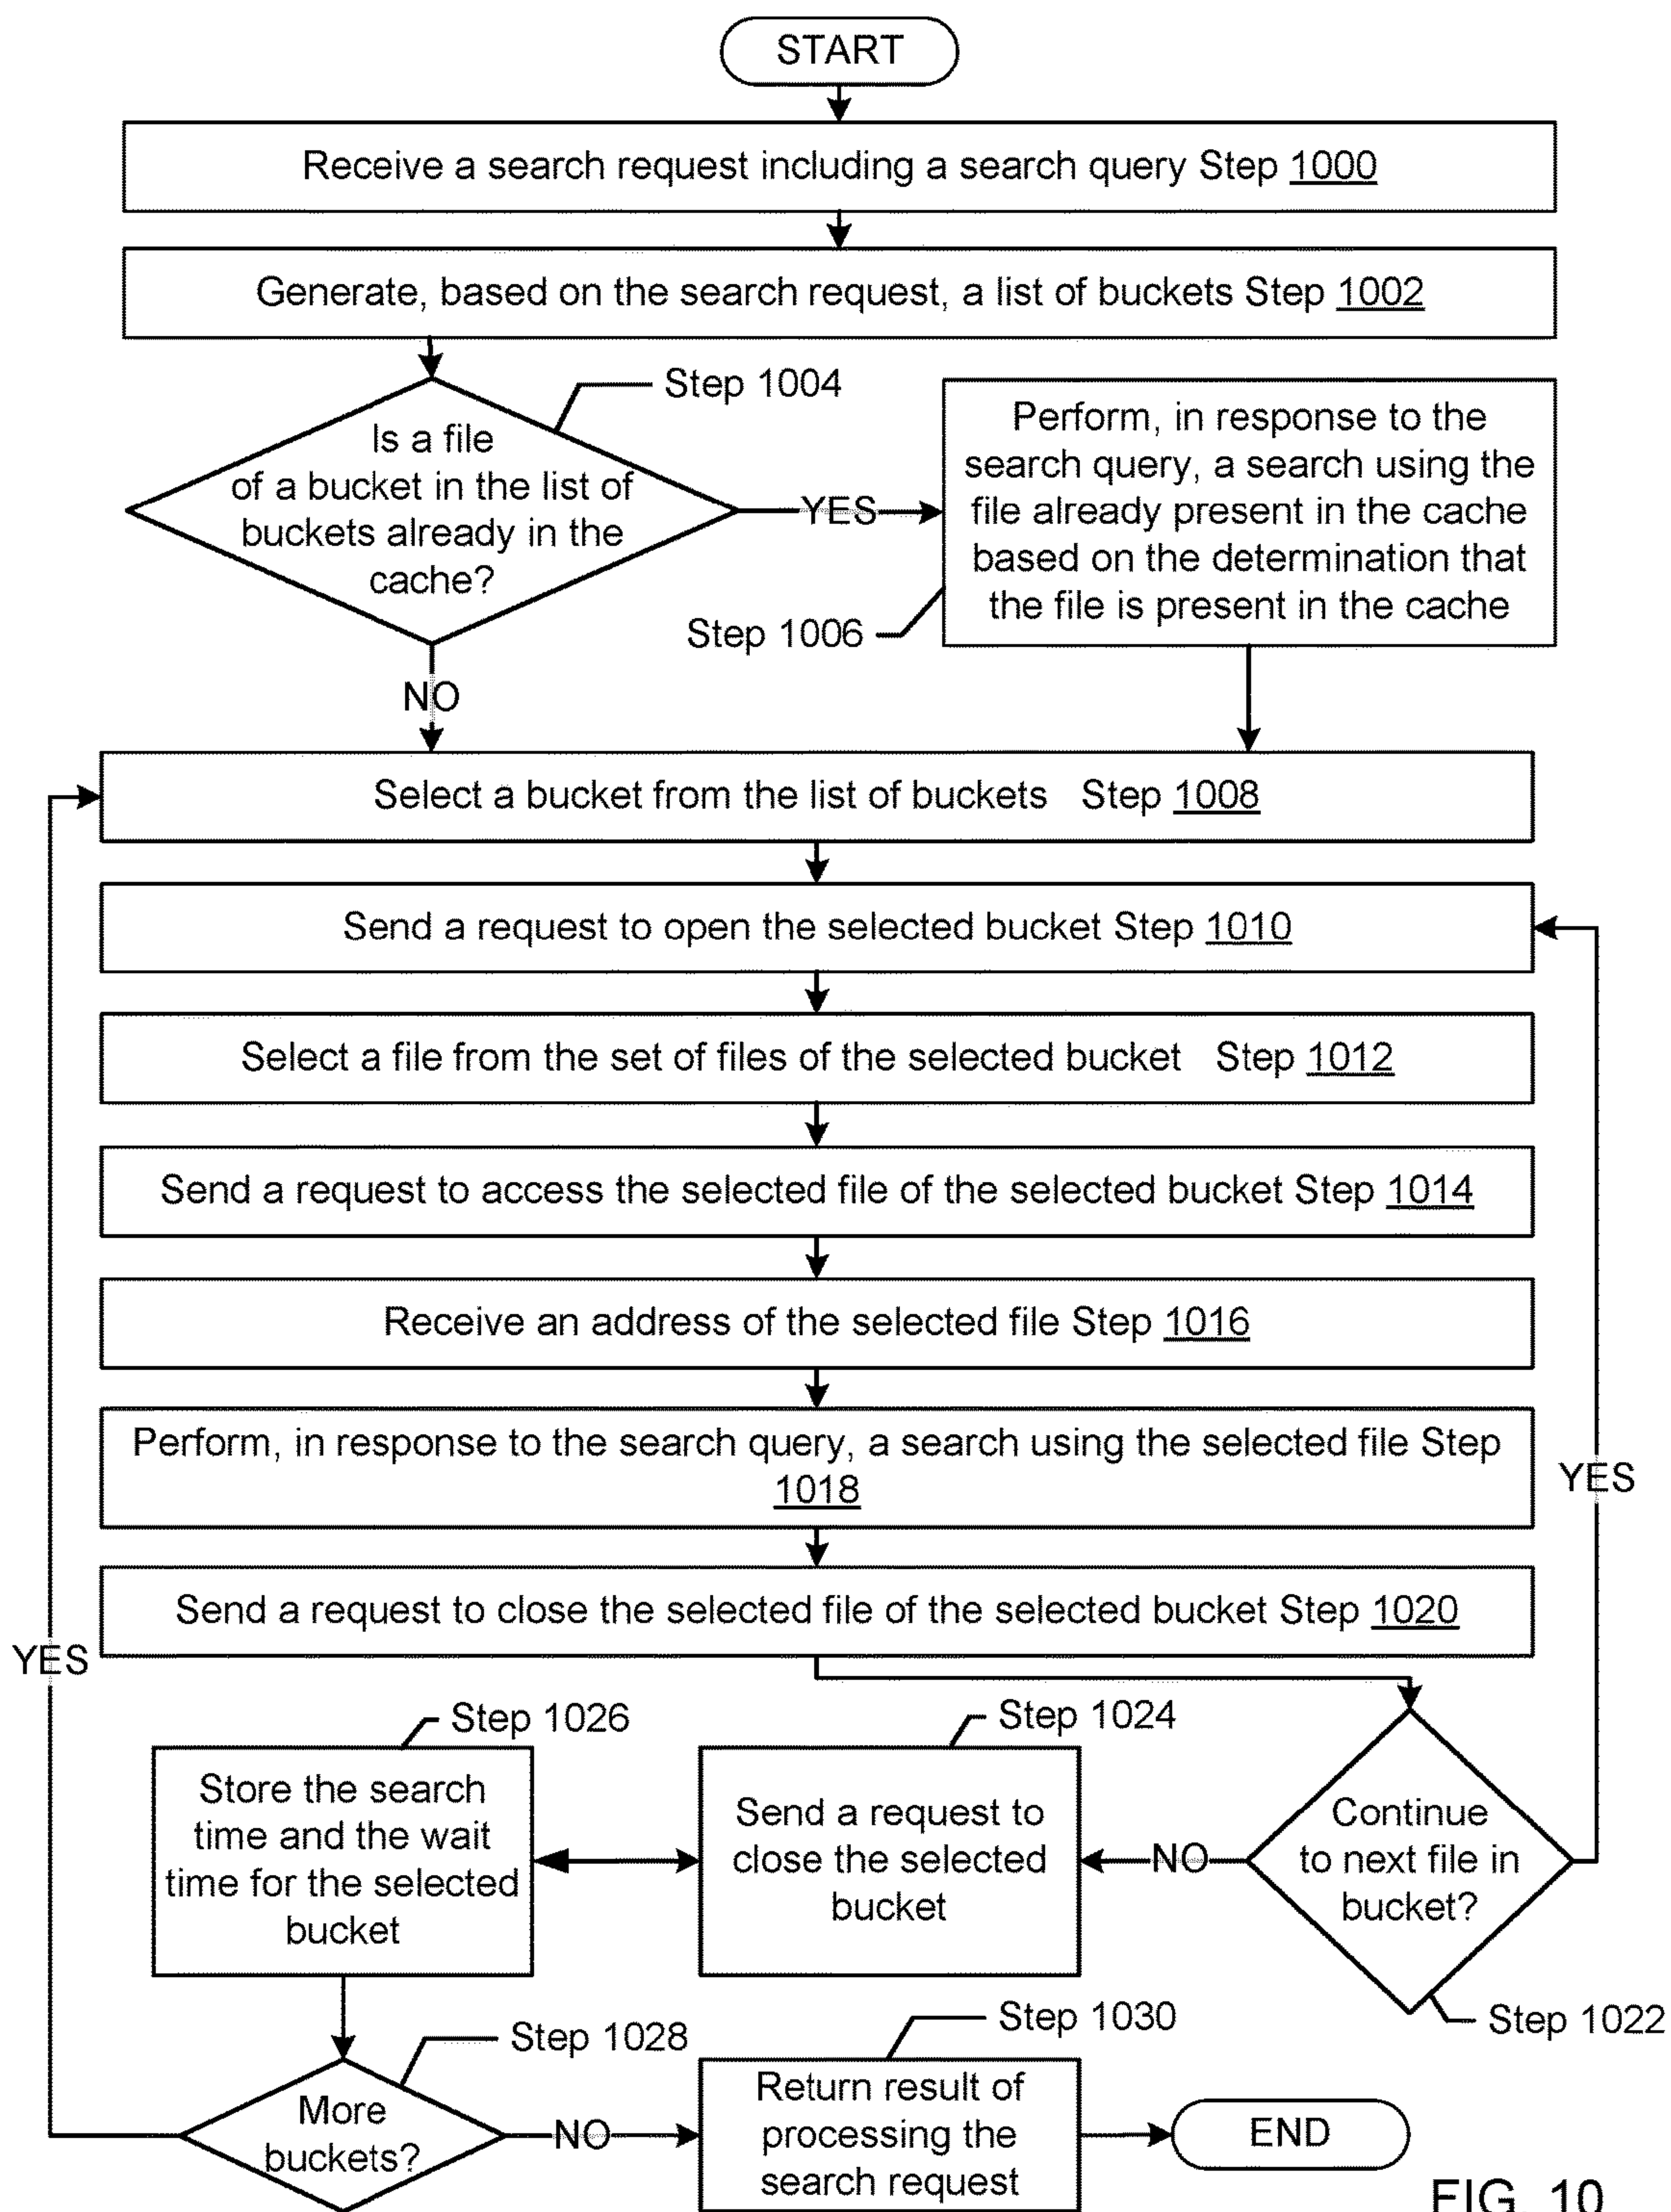 START
Receive a search request including a search query Step 1000
Generate, based on the search request, a list of buckets Step 1002
Step 1004
Is a file
of a bucket in the list of
buckets already in the
cache?
YES
Perform, in response to the
search query, a search using the
file already present in the cache
based on the determination that
the file is present in the cache
Step 1006
NO
Select a bucket from the list of buckets Step 1008
Send a request to open the selected bucket Step 1010
Select a file from the set of files of the selected bucket Step 1012
Send a request to access the selected file of the selected bucket Step 1014
Receive an address of the selected file Step 1016
Perform, in response to the search query, a search using the selected file Step
1018
YES
Send a request to close the selected file of the selected bucket Step 1020
YES
Step 1026
Store the search
time and the wait
time for the selected
bucket
Step 1024
Send a request to
close the selected
bucket
NO
Continue
to next file in
bucket?
Step 1022
Step 1028
More
buckets?
NO
Step 1030
Return result of
processing the
search request
END
FIG. 10